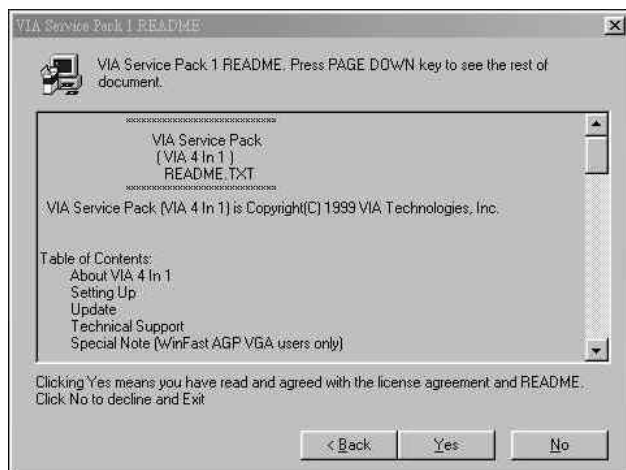 VIA Service Pack 1 README
VIA Service Pack 1 README. Press PAGE DOWN key to see the rest of
document.
VIA Service Pack
( VIA 4 In 1 )
README.TXT
VIA Service Pack (VIA 4 In 1) is Copyright(C) 1999 VIA Technologies, Inc.
Table of Contents:
About VIA 4 In 1
Setting Up
Update
Technical Support
Special Note (WinFast AGP VGA users only)
Clicking Yes means you have read and agreed with the license agreement and README.
Click No to decline and Exit
< Back
Yes
No